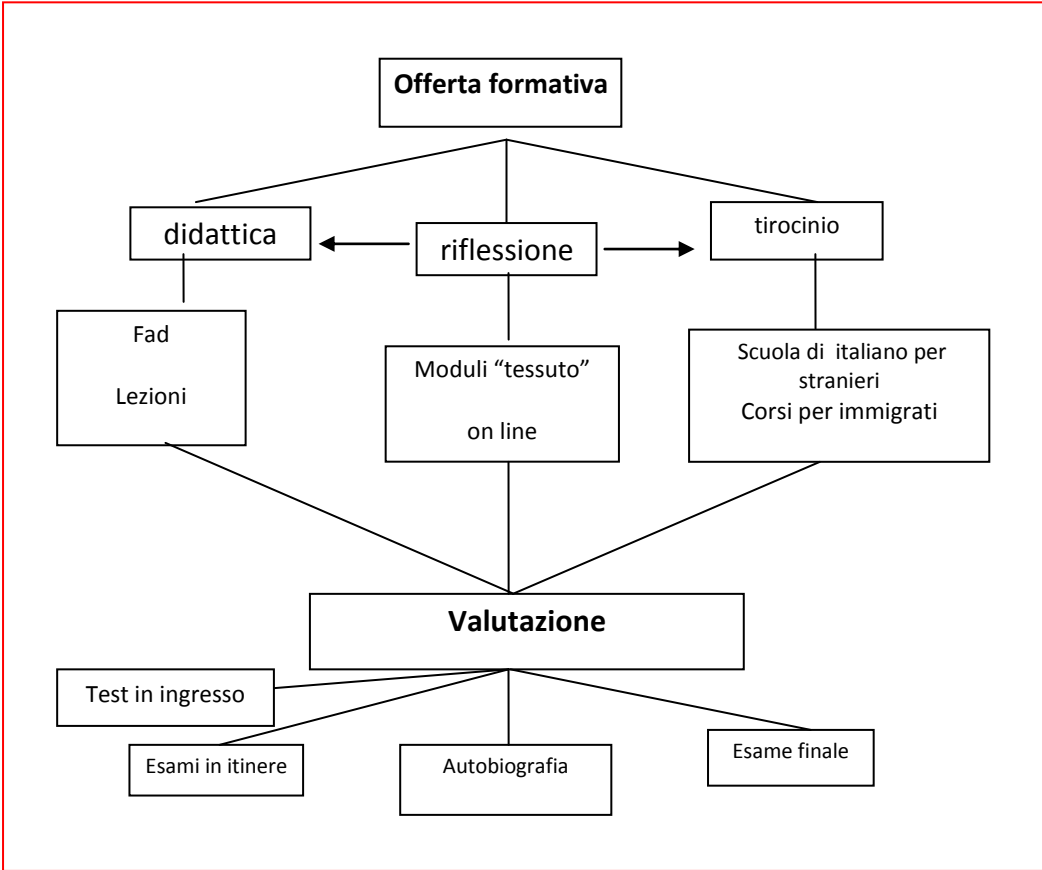 Offerta formativa
didattica
riflessione
tirocinio
Fad
Lezioni
Moduli “tessuto”
on line
Scuola di italiano per
stranieri
Corsi per immigrati
Valutazione
Test in ingresso
Esami in itinere
Autobiografia
Esame finale